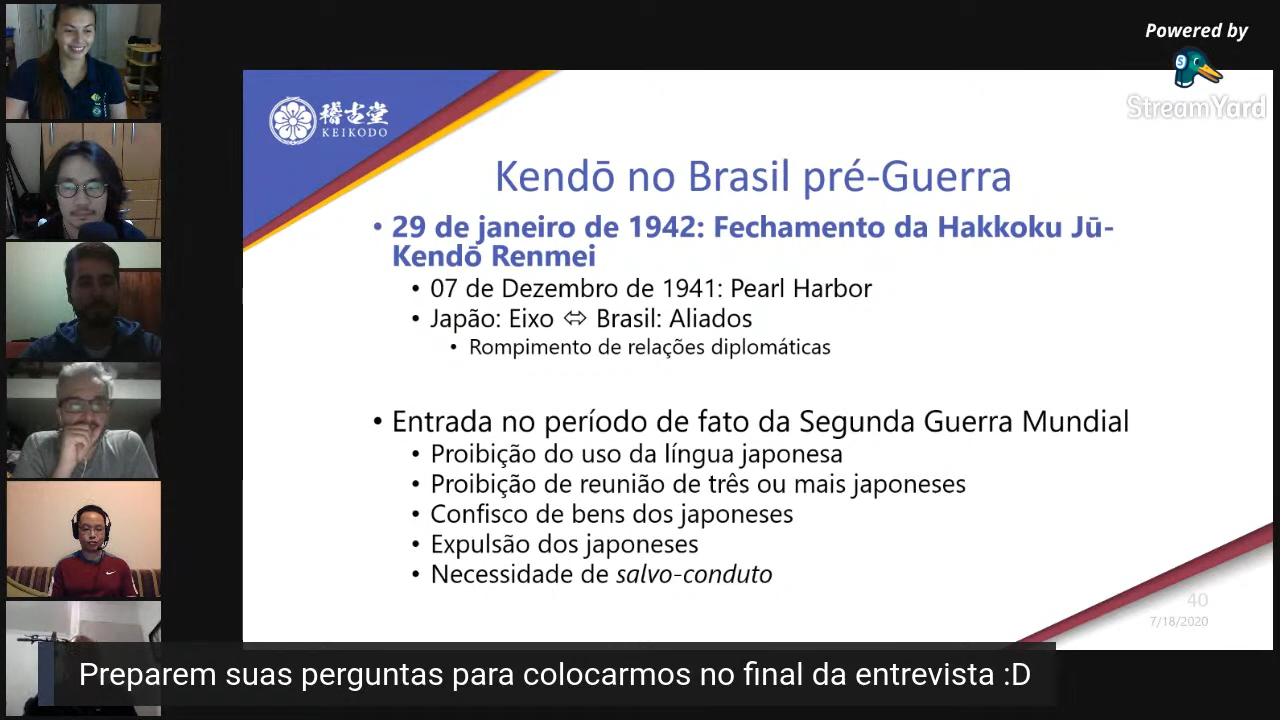 Powered by
StreamYard
稽古堂
KEIKODO
Kendō no Brasil pré-Guerra
• 29 de janeiro de 1942: Fechamento da Hakkoku Jū-
Kendō Renmei
• 07 de Dezembro de 1941: Pearl Harbor
• Japão: Eixo ⇔ Brasil: Aliados
• Rompimento de relações diplomáticas
• Entrada no período de fato da Segunda Guerra Mundial
• Proibição do uso da língua japonesa
• Proibição de reunião de três ou mais japoneses
• Confisco de bens dos japoneses
• Expulsão dos japoneses
• Necessidade de salvo-conduto
40
7/18/2020
Preparem suas perguntas para colocarmos no final da entrevista :D